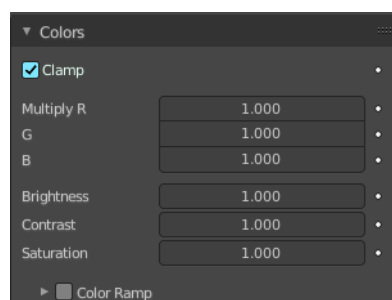 Colors
Clamp
Multiply R 1.000
G 1.000
B 1.000
Brightness 1.000
Contrast 1.000
Saturation 1.000
Color Ramp